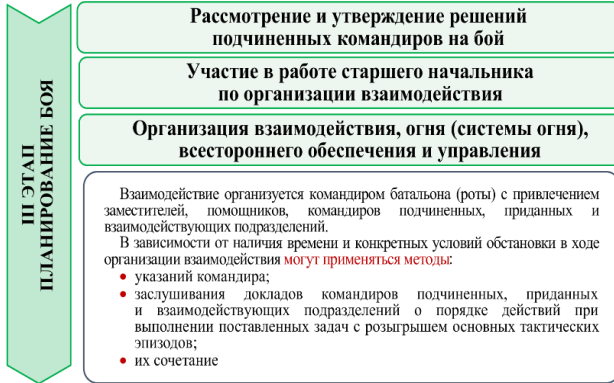 III ЭТАП
ПЛАНИРОВАНИЕ БОЯ
Рассмотрение и утверждение решений
подчиненных командиров на бой
Участие в работе старшего начальника
по организации взаимодействия
Организация взаимодействия, огня (системы огня),
всестороннего обеспечения и управления
Взаимодействие организуется командиром батальона (роты) с привлечением
заместителей, помощников, командиров подчиненных, приданных и
взаимодействующих подразделений.
В зависимости от наличия времени и конкретных условий обстановки в ходе
организации взаимодействия могут применяться методы:
• указаний командира;
• заслушивания докладов командиров подчиненных, приданных
и взаимодействующих подразделений о порядке действий при
выполнении поставленных задач с розыгрышем основных тактических
эпизодов;
• их сочетание